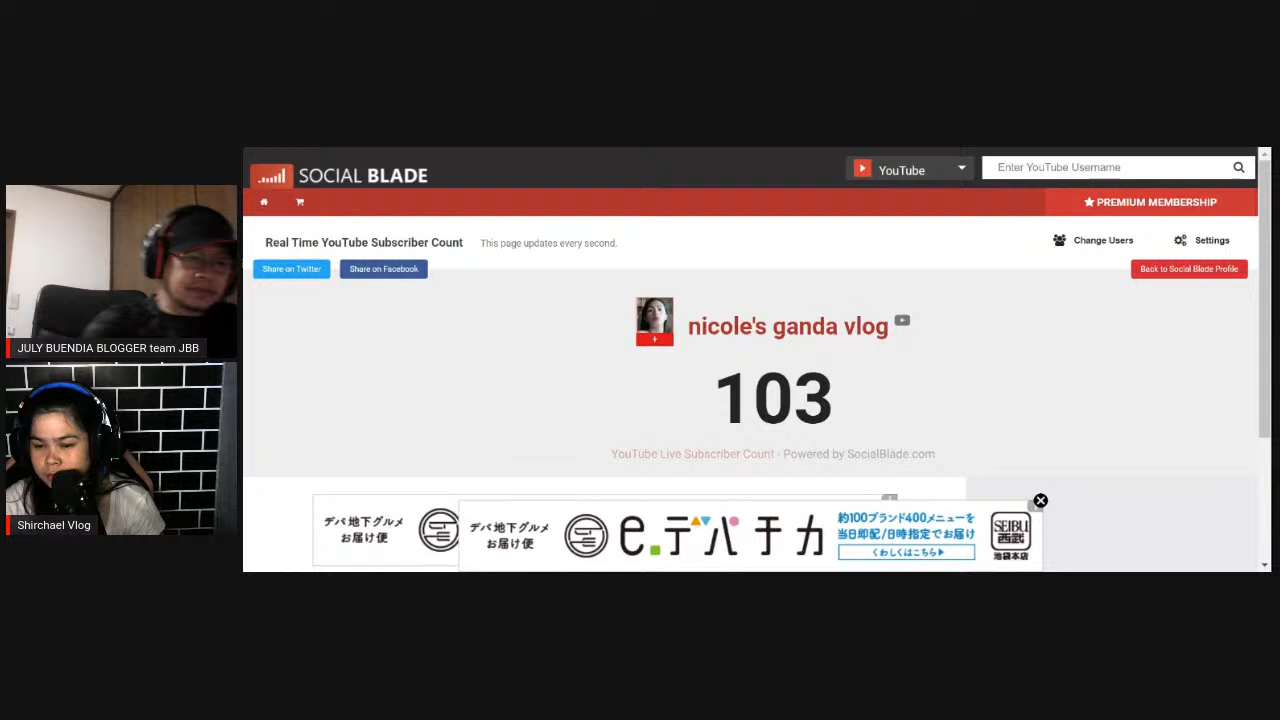 SOCIAL BLADE
YouTube
Enter YouTube Username
PREMIUM MEMBERSHIP
Real Time YouTube Subscriber Count
This page updates every second.
Change Users
Settings
Share on Twitter
Share on Facebook
Back to Social Blade Profile
nicole's ganda vlog
103
YouTube Live Subscriber Count - Powered by SocialBlade.com
JULY BUENDIA BLOGGER team JBB
Shirchael Vlog
デパ地下グルメ
お届け便
デパ地下グルメ
お届け便
e.デパチカ
約100ブランド400メニューを
当日即配/日時指定でお届け
くわしくはこちら▶
SEIBU
西武
池袋本店